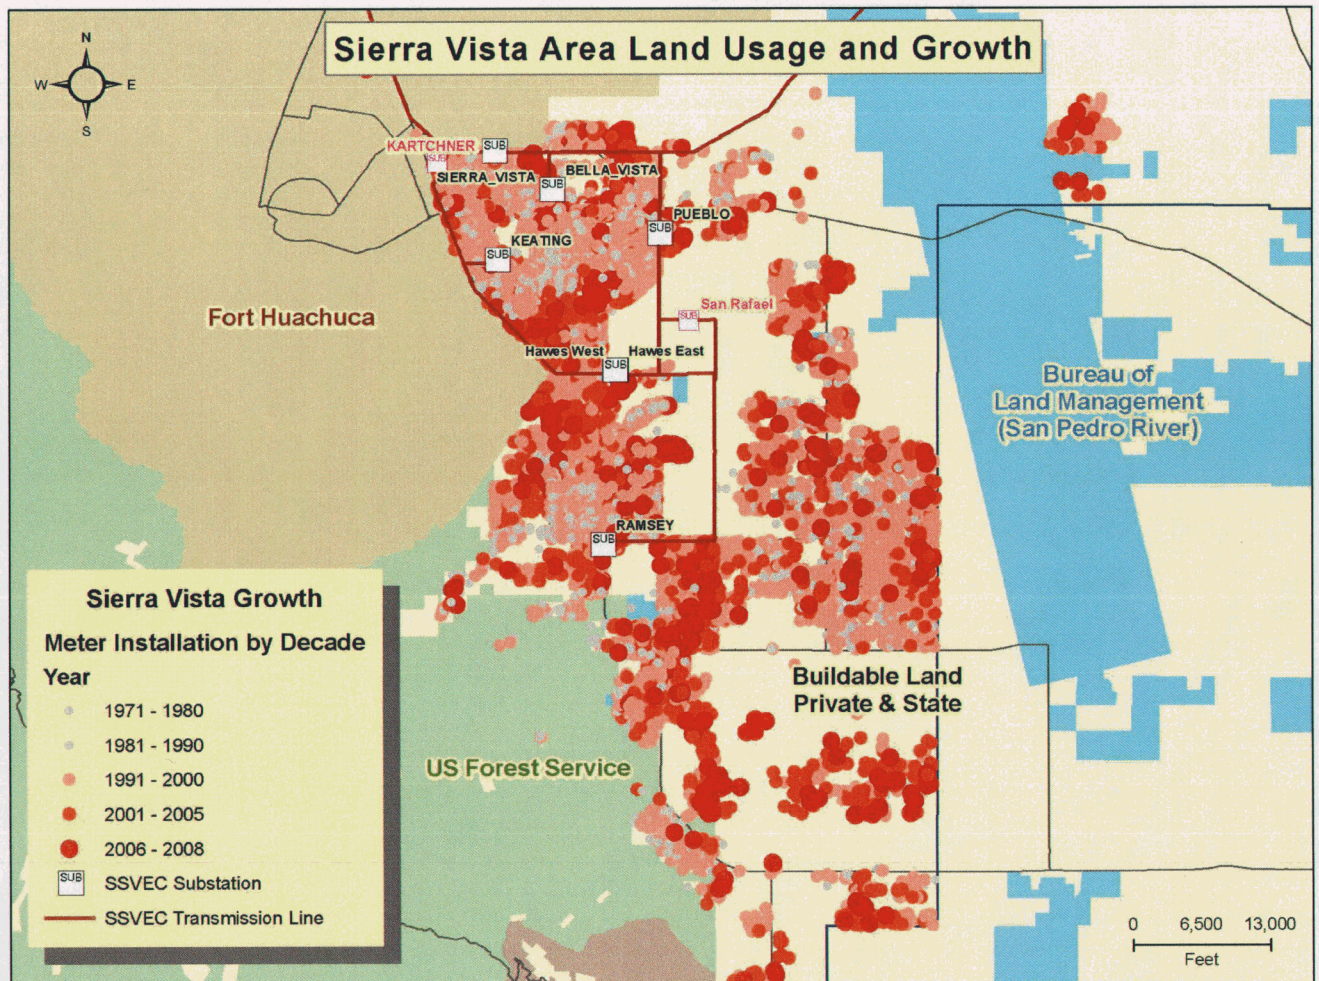 Sierra Vista Area Land Usage and Growth
N
W
E
S
KARTCHNER
SUB
SUB
SIERRA_VISTA
BELLA_VISTA
SUB
PUEBLO
SUB
KEATING
SUB
San Rafael
SUB
Fort Huachuca
Hawes West
Hawes East
SUB
Bureau of
Land Management
(San Pedro River)
RAMSEY
SUB
Buildable Land
Private & State
US Forest Service
Sierra Vista Growth
Meter Installation by Decade
Year
1971 - 1980
1981 - 1990
1991 - 2000
2001 - 2005
2006 - 2008
SUB
SSVEC Substation
SSVEC Transmission Line
0 6,500 13,000
Feet